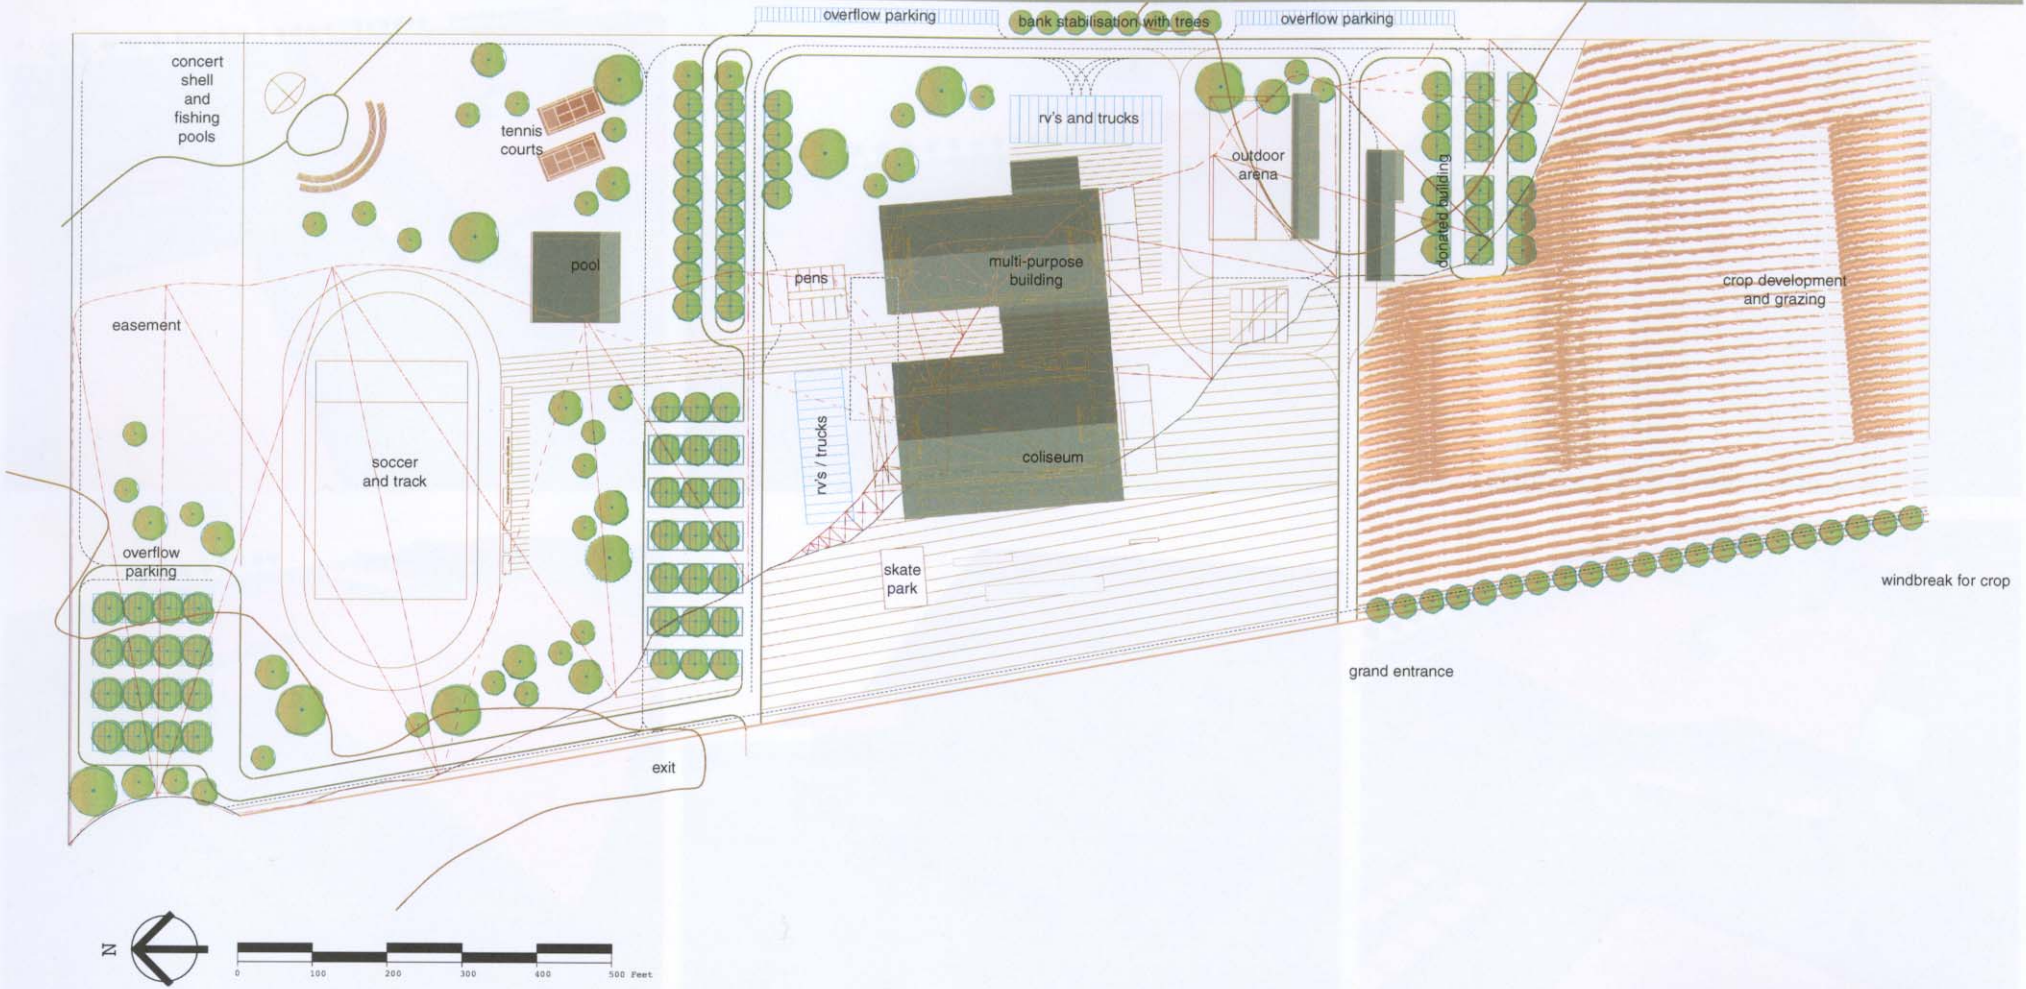 overflow parking
bank stabilisation with trees
overflow parking
concert
shell
and
fishing
pools
tennis
courts
rv's and trucks
outdoor
arena
donated building
pool
pens
multi-purpose
building
crop development
and grazing
easement
soccer
and track
rv's / trucks
coliseum
overflow
parking
skate
park
windbreak for crop
grand entrance
exit
N
0 100 200 300 400 500 Feet